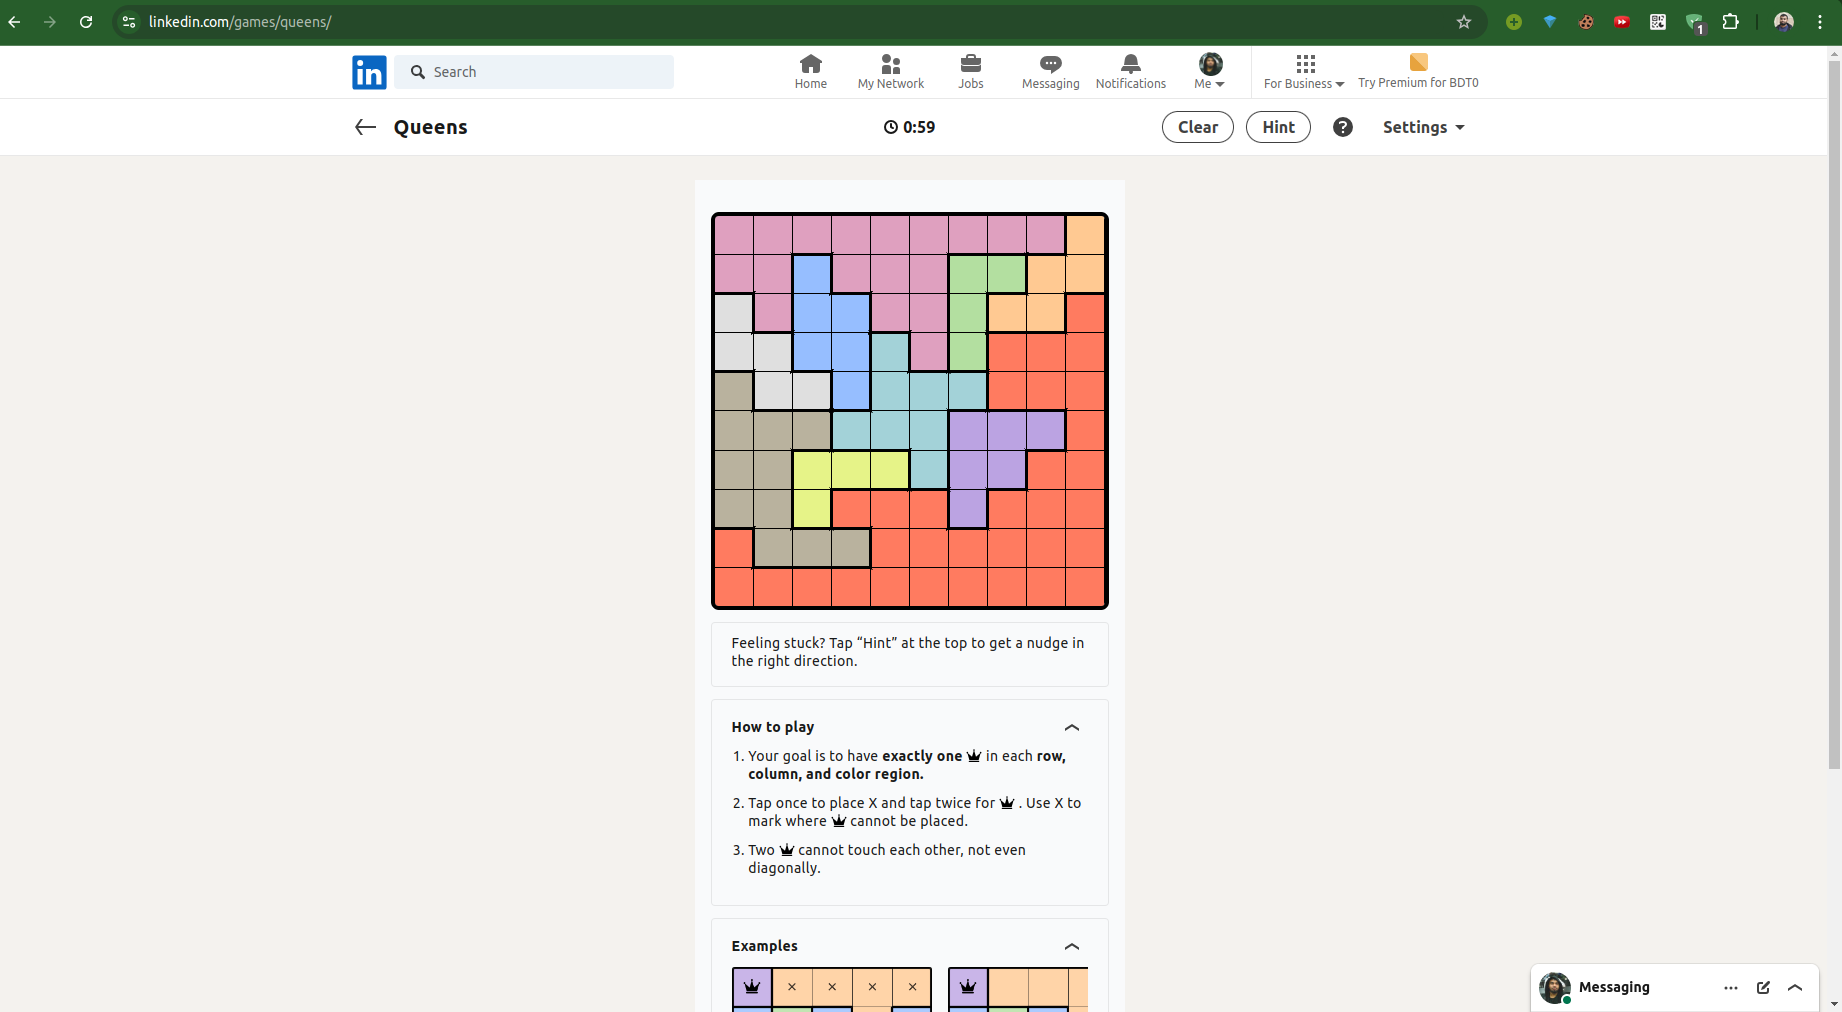 linkedin.com/games/queens/
1
in
Search
Home
My Network
Jobs
Messaging
Notifications
Me
For Business
Try Premium for BDT0
Queens
0:59
Clear
Hint
?
Settings
Feeling stuck? Tap “Hint” at the top to get a nudge in
the right direction.
How to play
1. Your goal is to have exactly one in each row,
column, and color region.
2. Tap once to place X and tap twice for . Use X to
mark where cannot be placed.
3. Two cannot touch each other, not even
diagonally.
Examples
× × × ×
Messaging